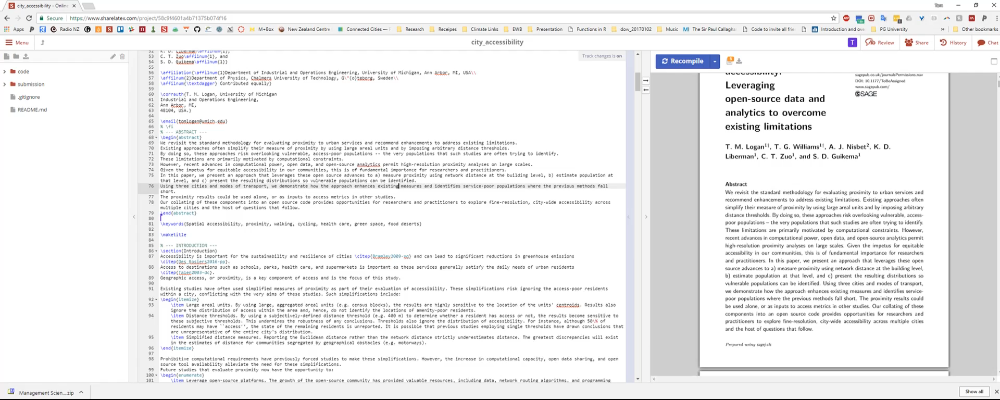 city_accessibility - Online
Tom
Secure https://www.sharelatex.com/project/58c9f4601a4b71375b074f16
Apps Radio NZ M+Box New Zealand Centre Connected Cities — Research Receipes Climate Links EWB Presentation Functions in R dow_20170102 Music The Sir Paul Callagha Code to invite all frie Introduction and ove PG University » Other bookmarks
Menu city_accessibility T Review Share History Chat
Track changes is on
Recompile
code
submission
.gitignore
README.md
52 K. D. Liberman\affilnum{1},
53 C. T. Zuo\affilnum{1}, and
54 S. D. Guikema\affilnum{1}}
55
56 \affiliation{\affilnum{1}Department of Industrial and Operations Engineering, University of Michigan, Ann Arbor, MI, USA\\
57 \affilnum{2}Department of Physics, Chalmers University of Technology, G\"{o}teborg, Sweden\\
58 \affilnum{\textdagger} Contributed equally}
59
60 \corrauth{T. M. Logan, University of Michigan
61 Industrial and Operations Engineering,
62 Ann Arbor, MI,
63 48104, USA.}
64
65 \email{tomlogan@umich.edu}
66 % \fi
67 % --- ABSTRACT ---
68 \begin{abstract}
69 We revisit the standard methodology for evaluating proximity to urban services and recommend enhancements to address existing limitations.
70 Existing approaches often simplify their measure of proximity by using large areal units and by imposing arbitrary distance thresholds.
71 By doing so, these approaches risk overlooking vulnerable, access-poor populations -- the very populations that such studies are often trying to identify.
72 These limitations are primarily motivated by computational constraints.
73 However, recent advances in computational power, open data, and open-source analytics permit high-resolution proximity analyses on large scales.
74 Given the impetus for equitable accessibility in our communities, this is of fundamental importance for researchers and practitioners.
75 In this paper, we present an approach that leverages these open source advances to a) measure proximity using network distance at the building level, b) estimate population at
that level, and c) present the resulting distributions so vulnerable populations can be identified.
76 Using three cities and modes of transport, we demonstrate how the approach enhances existing measures and identifies service-poor populations where the previous methods fall
short.
77 The proximity results could be used alone, or as inputs to access metrics in other studies.
78 Our collating of these components into an open source code provides opportunities for researchers and practitioners to explore fine-resolution, city-wide accessibility across
multiple cities and the host of questions that follow.
79 \end{abstract}
80
81 \keywords{Spatial accessibility, proximity, walking, cycling, health care, green space, food deserts}
82
83 \maketitle
84
85 % --- INTRODUCTION ---
86 \section{Introduction}
87 Accessibility is important for the sustainability and resilience of cities \citep{Bramley2009-xg} and can lead to significant reductions in greenhouse emissions
\citep{Des_Rosiers2016-pp}.
88 Access to destinations such as schools, parks, health care, and supermarkets is important as these services generally satisfy the daily needs of urban residents
\citep{Talen2003-dc}.
89 Geographic access, or proximity, is a key component of access and is the focus of this study.
90
91 Existing studies have often used simplified measures of proximity as part of their evaluation of accessibility. These simplifications risk ignoring the access-poor residents
within a city, conflicting with the very aims of these studies. Such simplifications include:
92 \begin{itemize}
93 \item Large areal units. By using large, aggregated areal units (e.g. census blocks), the results are highly sensitive to the location of the units' centroids. Results also
ignore the distribution of access within the area and, hence, do not identify the locations of amenity-poor residents.
94 \item Distance thresholds. By using a subjectively-defined distance threshold (e.g. 400 m) to determine whether a resident has access or not, the results become sensitive to
these subjective thresholds. This undermines the robustness of any conclusions. Thresholds also ignore the distribution of accessibility. For instance, although 50\% of
residents may have ``access'', the state of the remaining residents is unreported. It is possible that previous studies employing single thresholds have drawn conclusions that
are unrepresentative of the entire city's distribution.
95 \item Simplified distance measures. Reporting the Euclidean distance rather than the network distance strictly underestimates distance. The greatest discrepancies will exist
in the estimates of distance for communities segregated by geographical obstacles (e.g. motorways).
96 \end{itemize}
97
98 Prohibitive computational requirements have previously forced studies to make these simplifications. However, the increase in computational capacity, open data sharing, and open
source tool availability alleviate the need for these simplifications.
99 Future studies that evaluate proximity now have the opportunity to:
100 \begin{enumerate}
101 \item Leverage open-source platforms. The growth of the open-source community has provided valuable resources, including data, network routing algorithms, and programming
accessibility:
Leveraging
open-source data and
analytics to overcome
existing limitations
sagepub.co.uk/journalsPermissions.nav
DOI: 10.1177/ToBeAssigned
www.sagepub.com/
SAGE
T. M. Logan1†, T. G. Williams1†, A. J. Nisbet2, K. D.
Liberman1, C. T. Zuo1, and S. D. Guikema1
Abstract
We revisit the standard methodology for evaluating proximity to urban services and
recommend enhancements to address existing limitations. Existing approaches often
simplify their measure of proximity by using large areal units and by imposing arbitrary
distance thresholds. By doing so, these approaches risk overlooking vulnerable, access-
poor populations – the very populations that such studies are often trying to identify.
These limitations are primarily motivated by computational constraints. However,
recent advances in computational power, open data, and open-source analytics permit
high-resolution proximity analyses on large scales. Given the impetus for equitable
accessibility in our communities, this is of fundamental importance for researchers
and practitioners. In this paper, we present an approach that leverages these open
source advances to a) measure proximity using network distance at the building level,
b) estimate population at that level, and c) present the resulting distributions so
vulnerable populations can be identified. Using three cities and modes of transport,
we demonstrate how the approach enhances existing measures and identifies service-
poor populations where the previous methods fall short. The proximity results could
be used alone, or as inputs to access metrics in other studies. Our collating of these
components into an open source code provides opportunities for researchers and
practitioners to explore fine-resolution, city-wide accessibility across multiple cities
and the host of questions that follow.
Prepared using sagej.cls
Management Scien....zip
Show all